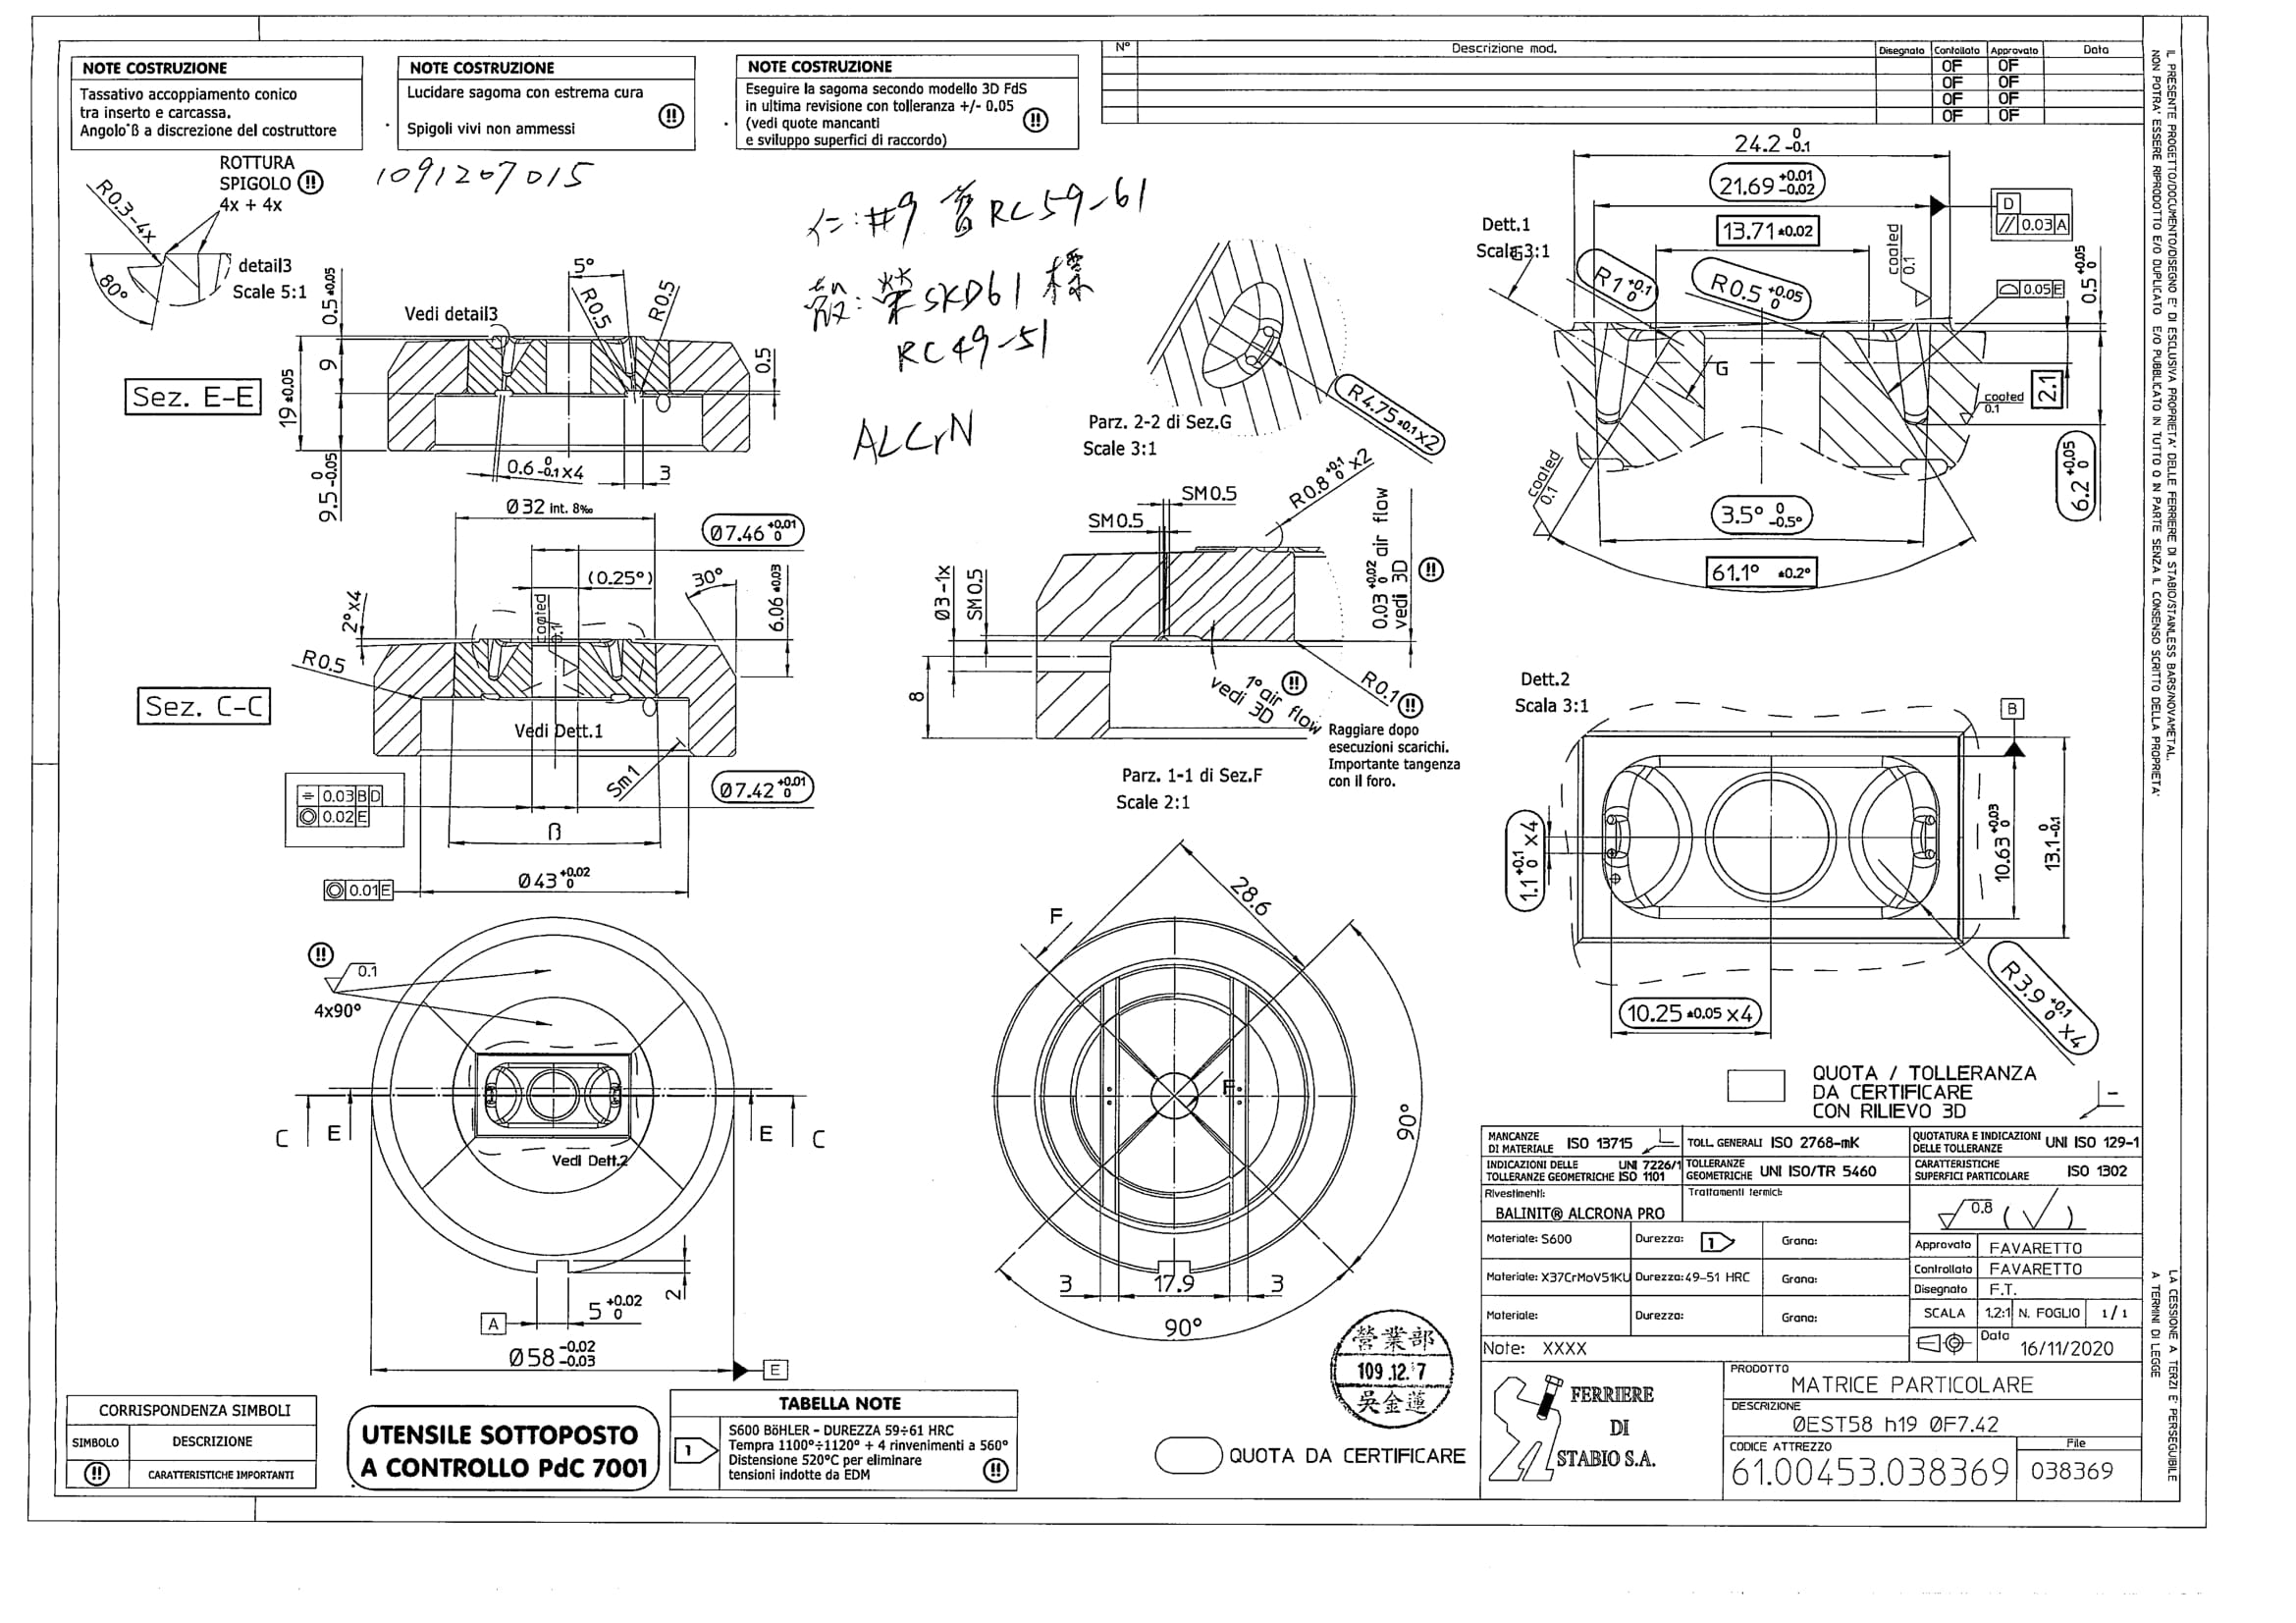 NOTE COSTRUZIONE
Tassativo accoppiamento conico
tra inserto e carcassa.
Angolo ß a discrezione del costruttore
NOTE COSTRUZIONE
Lucidare sagoma con estrema cura
Spigoli vivi non ammessi
NOTE COSTRUZIONE
Eseguire la sagoma secondo modello 3D FdS
in ultima revisione con tolleranza +/- 0.05
(vedi quote mancanti
e sviluppo superfici di raccordo)
N° Descrizione mod. Disegnato Contollato Approvato Data
OF OF
OF OF
OF OF
OF OF
IL PRESENTE PROGETTO/DOCUMENTO/DISEGNO E' DI ESCLUSIVA PROPRIETA' DELLE FERRIERE DI STABIO/STAINLESS BARS/NOVAMETAL.
NON POTRA' ESSERE RIPRODOTTO E/O DUPLICATO E/O PUBBLICATO IN TUTTO O IN PARTE SENZA IL CONSENSO SCRITTO DELLA PROPRIETA'
LA CESSIONE A TERZI E' PERSEGUIBILE
A TERMINI DI LEGGE
1091207015
#9 RC59-61
SKD61
RC49-51
ALCrN
ROTTURA
SPIGOLO !!
4x + 4x
R0.3-4x
80°
detail3
Scale 5:1
Sez. E-E
Vedi detail3
5°
R0.5
R0.5
0.5 ±0.05
9
19 ±0.05
9.5 0 -0.05
0.5
0.6 0 -0.1 x4
3
Sez. C-C
Ø32 int. 8‰
Ø7.46 +0.01 0
(0.25°)
30°
6.06 ±0.03
2°x4
R0.5
coated
0.1
Vedi Dett.1
Sm1
Ø7.42 +0.01 0
0.03 B D
0.02 E
ß
Ø43 +0.02 0
0.01 E
Parz. 2-2 di Sez.G
Scale 3:1
R4.75 ±0.1 x2
SM0.5
SM0.5
R0.8 +0.1 0 x2
0.03 +0.02 0 air flow
vedi 3D
!!
Ø3-1x
SM0.5
8
1° air flow
vedi 3D
!!
R0.1 !!
Raggiare dopo
esecuzioni scarichi.
Importante tangenza
con il foro.
Parz. 1-1 di Sez.F
Scale 2:1
24.2 0 -0.1
21.69 +0.01 -0.02
13.71 ±0.02
D
// 0.03 A
Dett.1
Scala 3:1
G
R1 +0.1 0
R0.5 +0.05 0
coated
0.1
0.05 E
0.5 +0.05 0
G
2.1
coated
0.1
6.2 +0.05 0
coated
0.1
3.5° 0 -0.5°
61.1° ±0.2°
Dett.2
Scala 3:1
B
1.1 +0.1 0 x4
10.63 +0.03 0
13.1 0 -0.1
10.25 ±0.05 x4
R3.9 +0.1 0 x4
!!
0.1
4x90°
C
E
E
C
Vedi Dett.2
A
5 +0.02 0
2
Ø58 -0.02 -0.03
E
F
28.6
F
90°
3
17.9
3
90°
營業部
109.12.7
吳金蓮
QUOTA / TOLLERANZA
DA CERTIFICARE
CON RILIEVO 3D
MANCANZE
DI MATERIALE ISO 13715
TOLL. GENERALI ISO 2768-mK
QUOTATURA E INDICAZIONI
DELLE TOLLERANZE UNI ISO 129-1
INDICAZIONI DELLE UNI 7226/1
TOLLERANZE GEOMETRICHE ISO 1101
TOLLERANZE
GEOMETRICHE UNI ISO/TR 5460
CARATTERISTICHE
SUPERFICI PARTICOLARE ISO 1302
Rivestimenti:
BALINIT® ALCRONA PRO
Trattamenti termici:
0.8
Materiale: S600 Durezza: 1 Grana:
Materiale: X37CrMoV51KU Durezza: 49-51 HRC Grana:
Materiale: Durezza: Grana:
Approvato FAVARETTO
Controllato FAVARETTO
Disegnato F.T.
SCALA 1.2:1 N. FOGLIO 1/1
Note: XXXX
Data
16/11/2020
FERRIERE
DI
STABIO S.A.
PRODOTTO
MATRICE PARTICOLARE
DESCRIZIONE
ØEST58 h19 ØF7.42
CODICE ATTREZZO
61.00453.038369
File
038369
CORRISPONDENZA SIMBOLI
SIMBOLO DESCRIZIONE
!! CARATTERISTICHE IMPORTANTI
UTENSILE SOTTOPOSTO
A CONTROLLO PdC 7001
TABELLA NOTE
1
S600 BöHLER - DUREZZA 59÷61 HRC
Tempra 1100°÷1120° + 4 rinvenimenti a 560°
Distensione 520°C per eliminare
tensioni indotte da EDM
!!
QUOTA DA CERTIFICARE